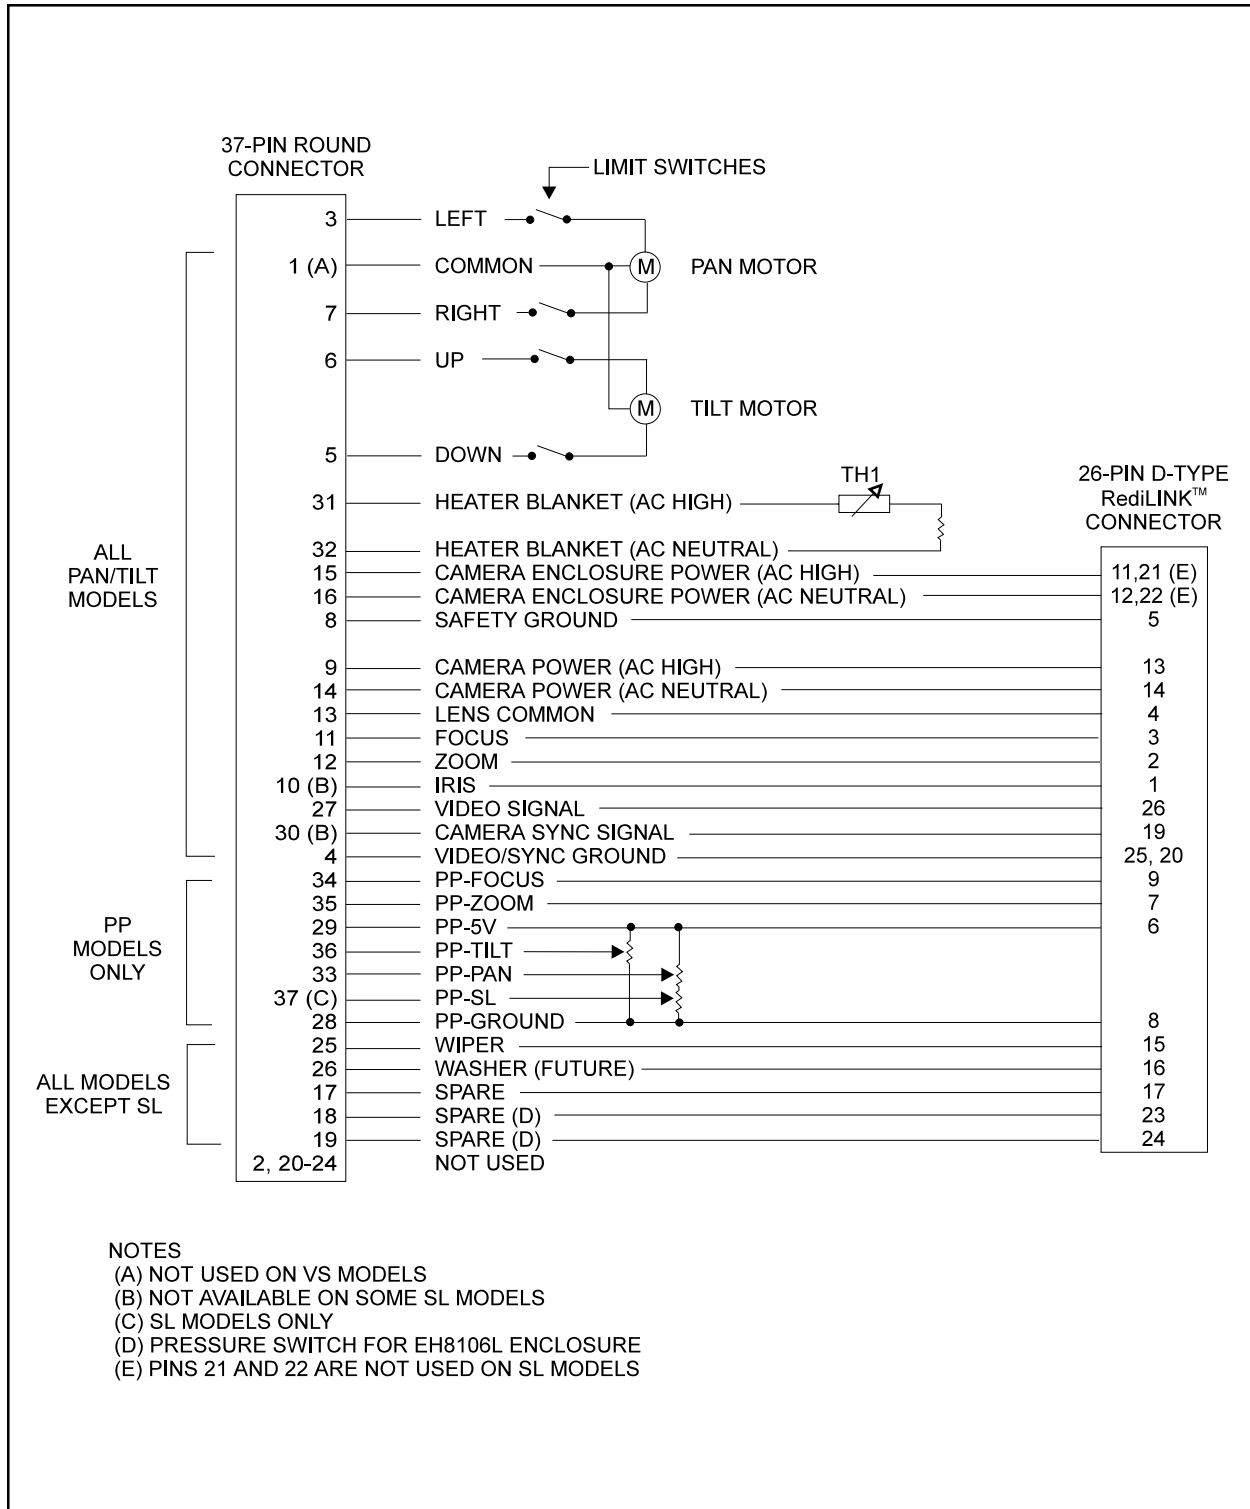 37-PIN ROUND
CONNECTOR
LIMIT SWITCHES
3 LEFT
1 (A) COMMON M PAN MOTOR
7 RIGHT
6 UP
M TILT MOTOR
5 DOWN
TH1
26-PIN D-TYPE
RediLINK™
CONNECTOR
31 HEATER BLANKET (AC HIGH)
32 HEATER BLANKET (AC NEUTRAL)
ALL
PAN/TILT
MODELS
15 CAMERA ENCLOSURE POWER (AC HIGH) 11,21 (E)
16 CAMERA ENCLOSURE POWER (AC NEUTRAL) 12,22 (E)
8 SAFETY GROUND 5
9 CAMERA POWER (AC HIGH) 13
14 CAMERA POWER (AC NEUTRAL) 14
13 LENS COMMON 4
11 FOCUS 3
12 ZOOM 2
10 (B) IRIS 1
27 VIDEO SIGNAL 26
30 (B) CAMERA SYNC SIGNAL 19
4 VIDEO/SYNC GROUND 25, 20
PP
MODELS
ONLY
34 PP-FOCUS 9
35 PP-ZOOM 7
29 PP-5V 6
36 PP-TILT
33 PP-PAN
37 (C) PP-SL
28 PP-GROUND 8
ALL MODELS
EXCEPT SL
25 WIPER 15
26 WASHER (FUTURE) 16
17 SPARE 17
18 SPARE (D) 23
19 SPARE (D) 24
2, 20-24 NOT USED
NOTES
(A) NOT USED ON VS MODELS
(B) NOT AVAILABLE ON SOME SL MODELS
(C) SL MODELS ONLY
(D) PRESSURE SWITCH FOR EH8106L ENCLOSURE
(E) PINS 21 AND 22 ARE NOT USED ON SL MODELS